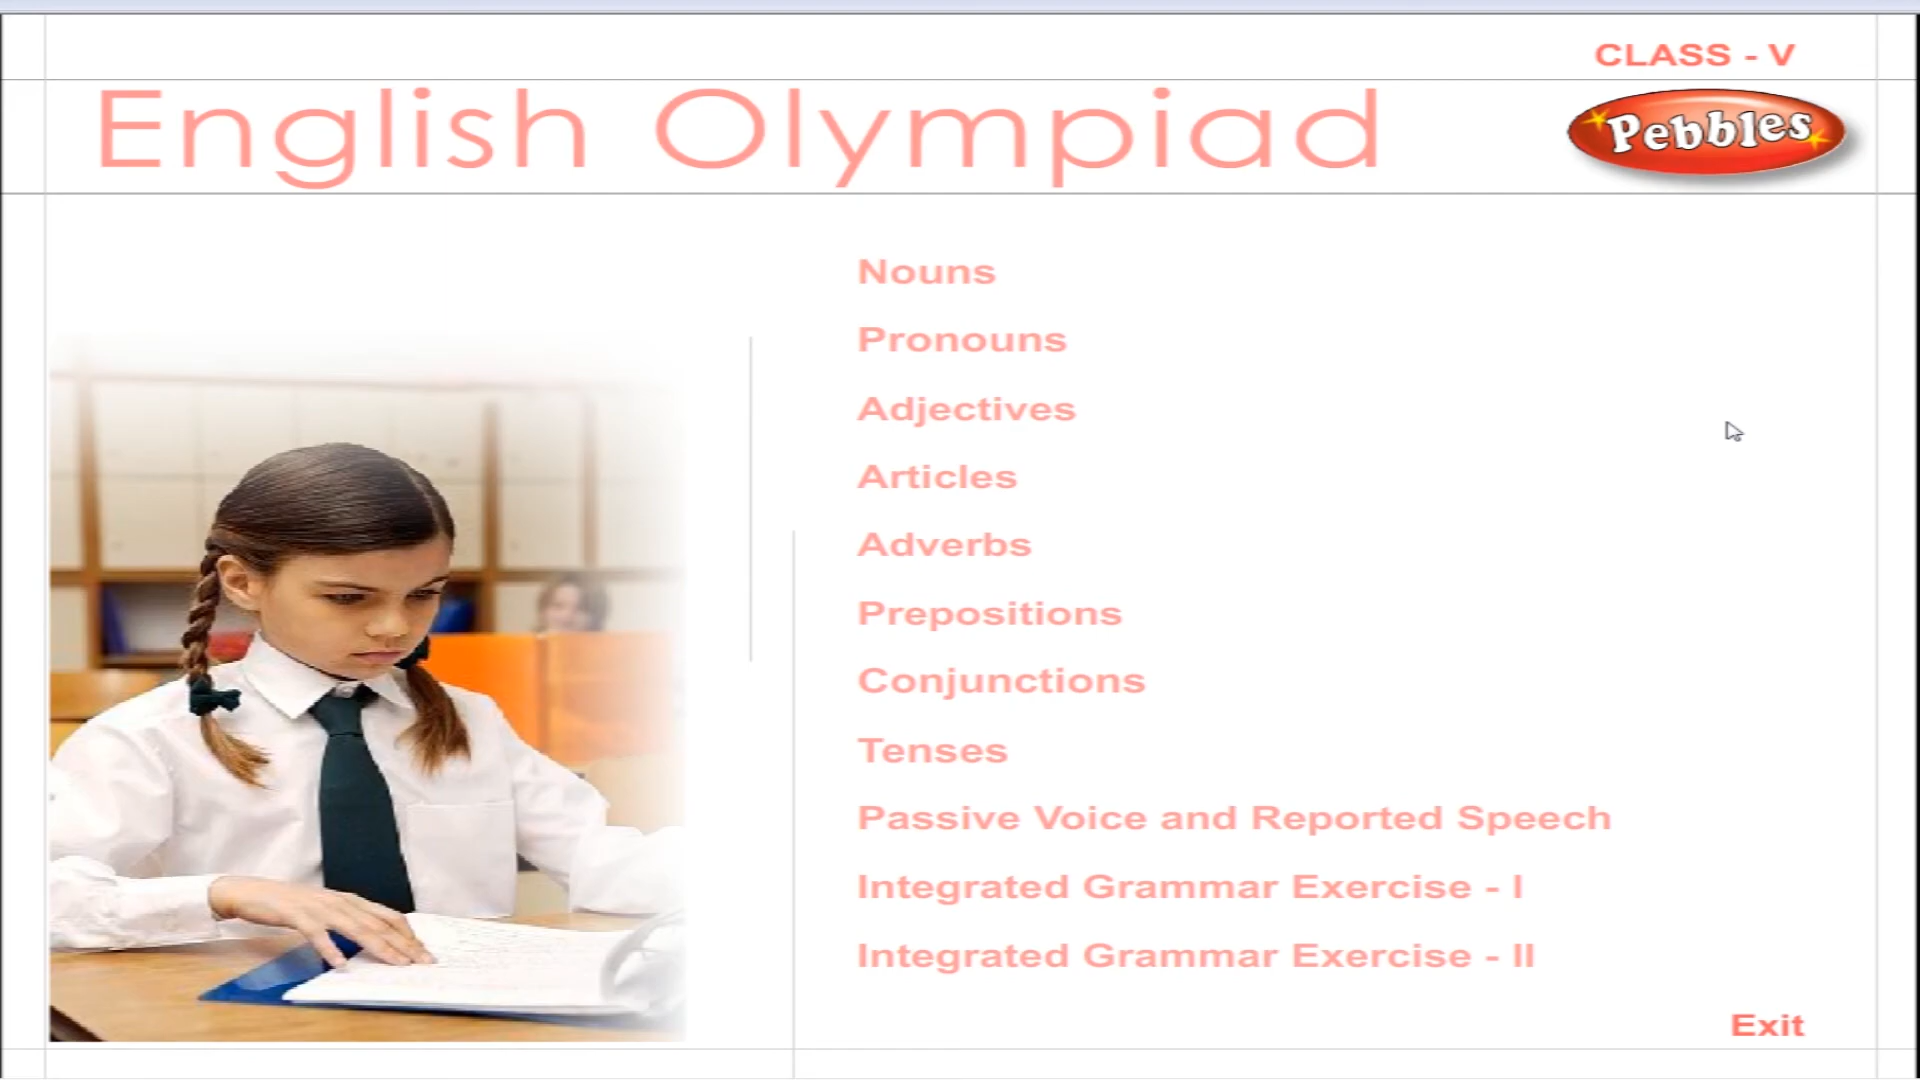 CLASS - V
English Olympiad
Pebbles
Nouns
Pronouns
Adjectives
Articles
Adverbs
Prepositions
Conjunctions
Tenses
Passive Voice and Reported Speech
Integrated Grammar Exercise - I
Integrated Grammar Exercise - II
Exit